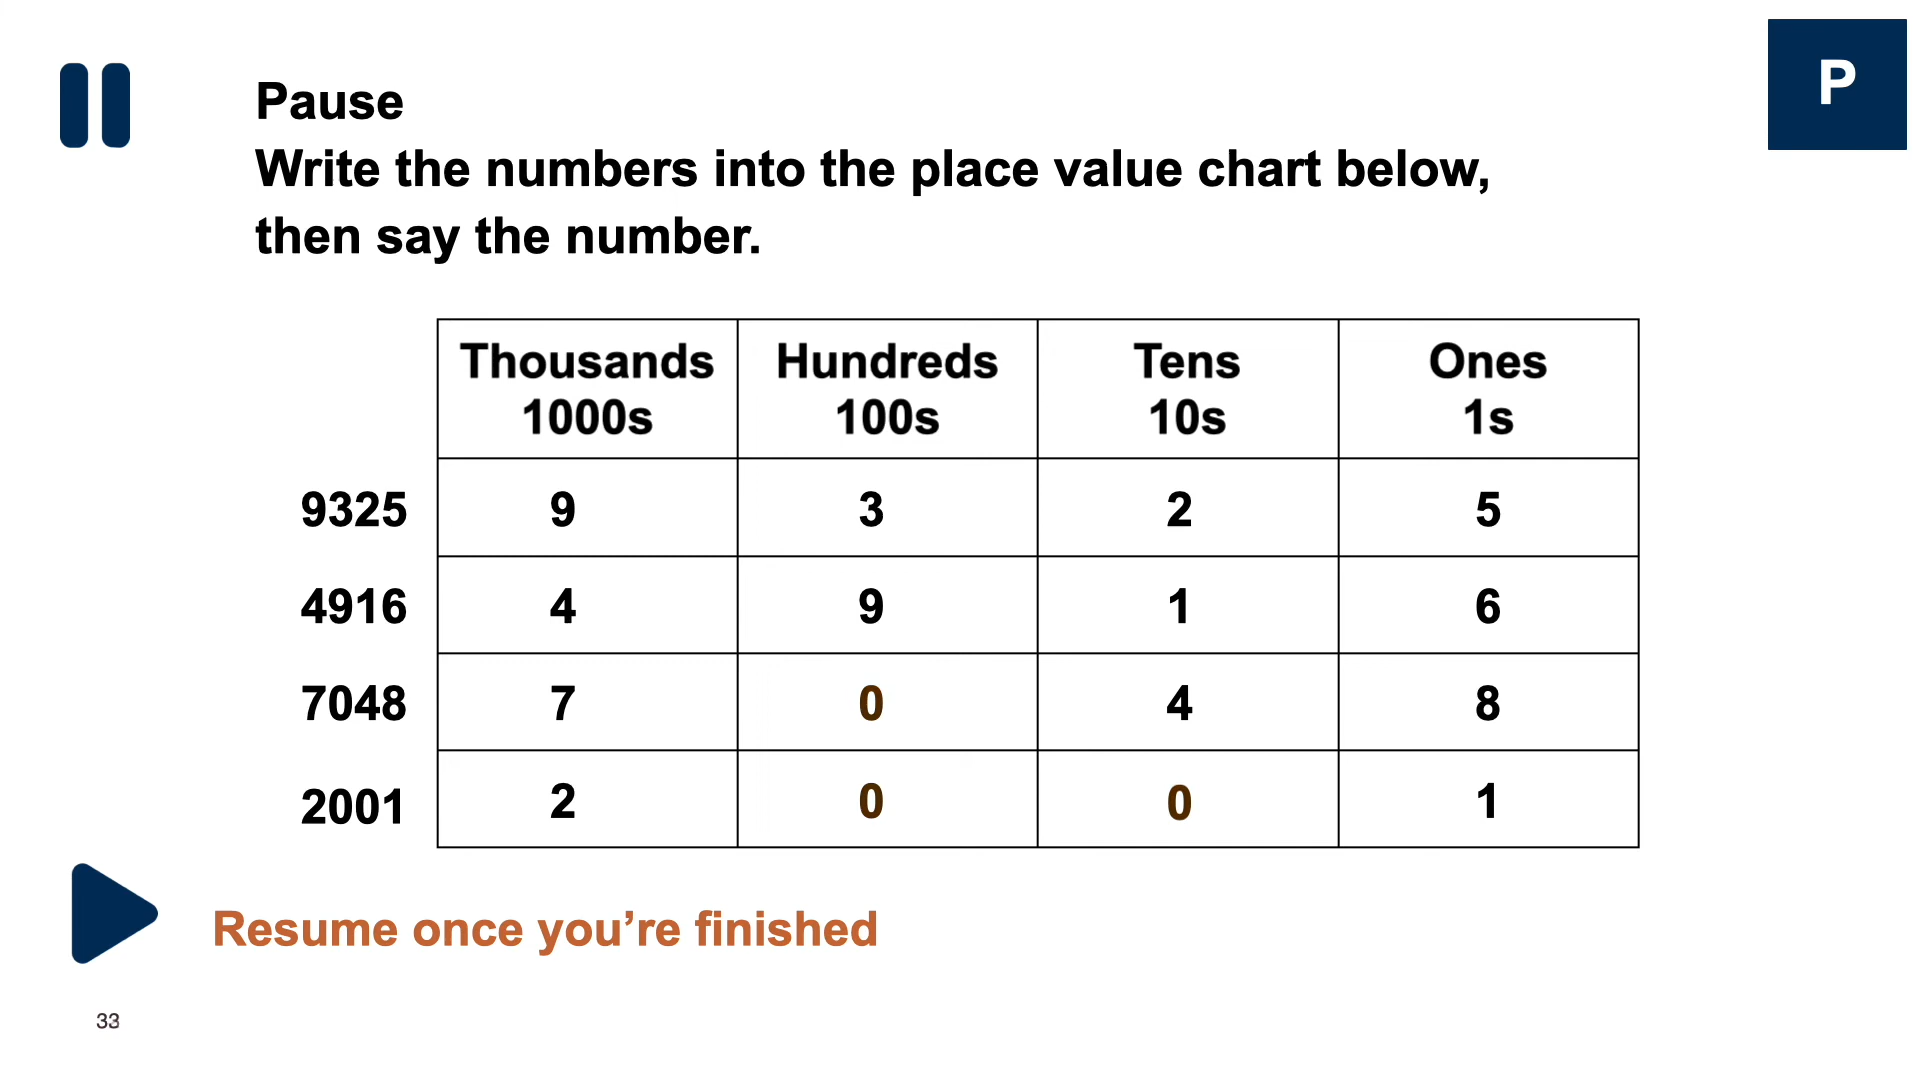 P
Pause
Write the numbers into the place value chart below,
then say the number.
Thousands Hundreds Tens Ones
1000s 100s 10s 1s
9325 9 3 2 5
4916 4 9 1 6
7048 7 0 4 8
2001 2 0 0 1
Resume once you’re finished
33